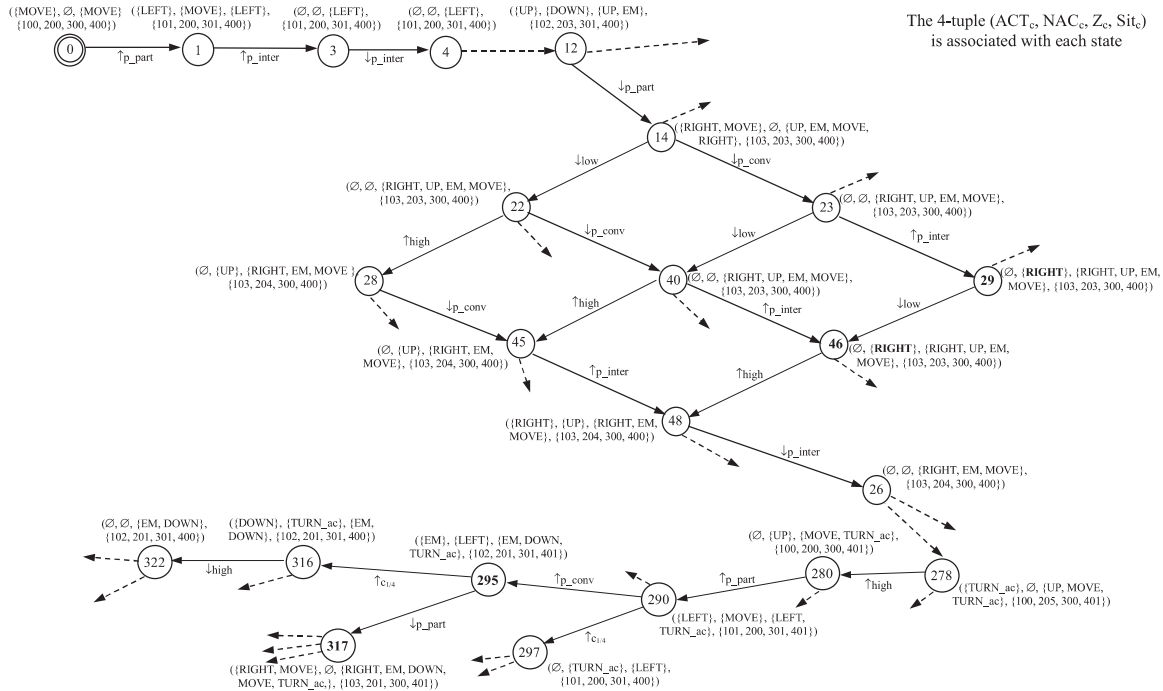 The 4-tuple (ACTc, NACc, Zc, Sitc)
is associated with each state
({MOVE}, ∅, {MOVE}
{100, 200, 300, 400})
0
↑p_part
({LEFT}, {MOVE}, {LEFT},
{101, 200, 301, 400})
1
↑p_inter
(∅, ∅, {LEFT},
{101, 200, 301, 400})
3
↓p_inter
(∅, ∅, {LEFT},
{101, 200, 301, 400})
4
({UP}, {DOWN}, {UP, EM},
{102, 203, 301, 400})
12
↓p_part
14
({RIGHT, MOVE}, ∅, {UP, EM, MOVE,
RIGHT}, {103, 203, 300, 400})
↓low
↓p_conv
(∅, ∅, {RIGHT, UP, EM, MOVE},
{103, 203, 300, 400})
22
23
(∅, ∅, {RIGHT, UP, EM, MOVE},
{103, 203, 300, 400})
↑high
↓p_conv
↓low
↑p_inter
(∅, {UP}, {RIGHT, EM, MOVE },
{103, 204, 300, 400})
28
40
(∅, ∅, {RIGHT, UP, EM, MOVE},
{103, 203, 300, 400})
29
(∅, {RIGHT}, {RIGHT, UP, EM,
MOVE}, {103, 203, 300, 400})
↓p_conv
↑high
↑p_inter
↓low
(∅, {UP}, {RIGHT, EM,
MOVE}, {103, 204, 300, 400})
45
46
(∅, {RIGHT}, {RIGHT, UP, EM,
MOVE}, {103, 203, 300, 400})
↑p_inter
↑high
({RIGHT}, {UP}, {RIGHT, EM,
MOVE}, {103, 204, 300, 400})
48
↓p_inter
26
(∅, ∅, {RIGHT, EM, MOVE},
{103, 204, 300, 400})
278
({TURN_ac}, ∅, {UP, MOVE,
TURN_ac}, {100, 205, 300, 401})
↑high
(∅, {UP}, {MOVE, TURN_ac},
{100, 200, 300, 401})
280
↑p_part
290
({LEFT}, {MOVE}, {LEFT,
TURN_ac}, {101, 200, 301, 401})
↑p_conv
↑c1/4
297
(∅, {TURN_ac}, {LEFT},
{101, 200, 301, 400})
({EM}, {LEFT}, {EM, DOWN,
TURN_ac}, {102, 201, 301, 401})
295
↑c1/4
↓p_part
317
({RIGHT, MOVE}, ∅, {RIGHT, EM, DOWN,
MOVE, TURN_ac,}, {103, 201, 300, 401})
({DOWN}, {TURN_ac}, {EM,
DOWN}, {102, 201, 301, 400})
316
↓high
(∅, ∅, {EM, DOWN},
{102, 201, 301, 400})
322